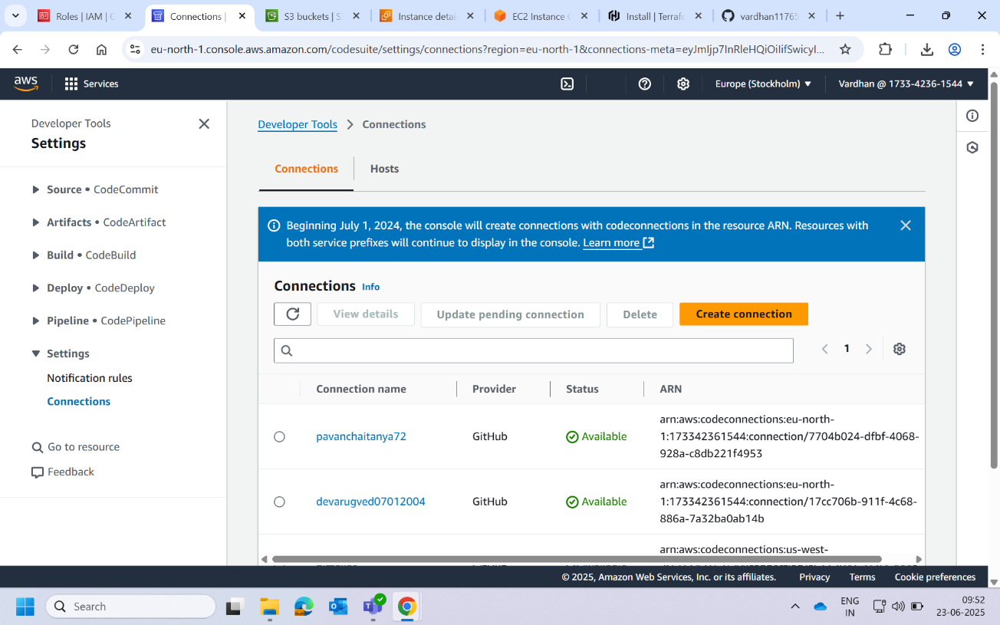 Roles | IAM | G
Connections |
S3 buckets | S
Instance detai
EC2 Instance C
Install | Terrafo
vardhan11765
eu-north-1.console.aws.amazon.com/codesuite/settings/connections?region=eu-north-1&connections-meta=eyJmIjp7InRleHQiOiIifSwicyI...
aws
Services
Europe (Stockholm)
Vardhan @ 1733-4236-1544
Developer Tools
Settings
Source • CodeCommit
Artifacts • CodeArtifact
Build • CodeBuild
Deploy • CodeDeploy
Pipeline • CodePipeline
Settings
Notification rules
Connections
Go to resource
Feedback
Developer Tools > Connections
Connections
Hosts
Beginning July 1, 2024, the console will create connections with codeconnections in the resource ARN. Resources with
both service prefixes will continue to display in the console. Learn more
Connections Info
View details
Update pending connection
Delete
Create connection
1
Connection name Provider Status ARN
pavanchaitanya72 GitHub Available
arn:aws:codeconnections:eu-north-
1:173342361544:connection/7704b024-dfbf-4068-
928a-c8db221f4953
devarugved07012004 GitHub Available
arn:aws:codeconnections:eu-north-
1:173342361544:connection/17cc706b-911f-4c68-
886a-7a32ba0ab14b
arn:aws:codeconnections:us-west-
© 2025, Amazon Web Services, Inc. or its affiliates.
Privacy
Terms
Cookie preferences
Search
ENG
IN
09:52
23-06-2025